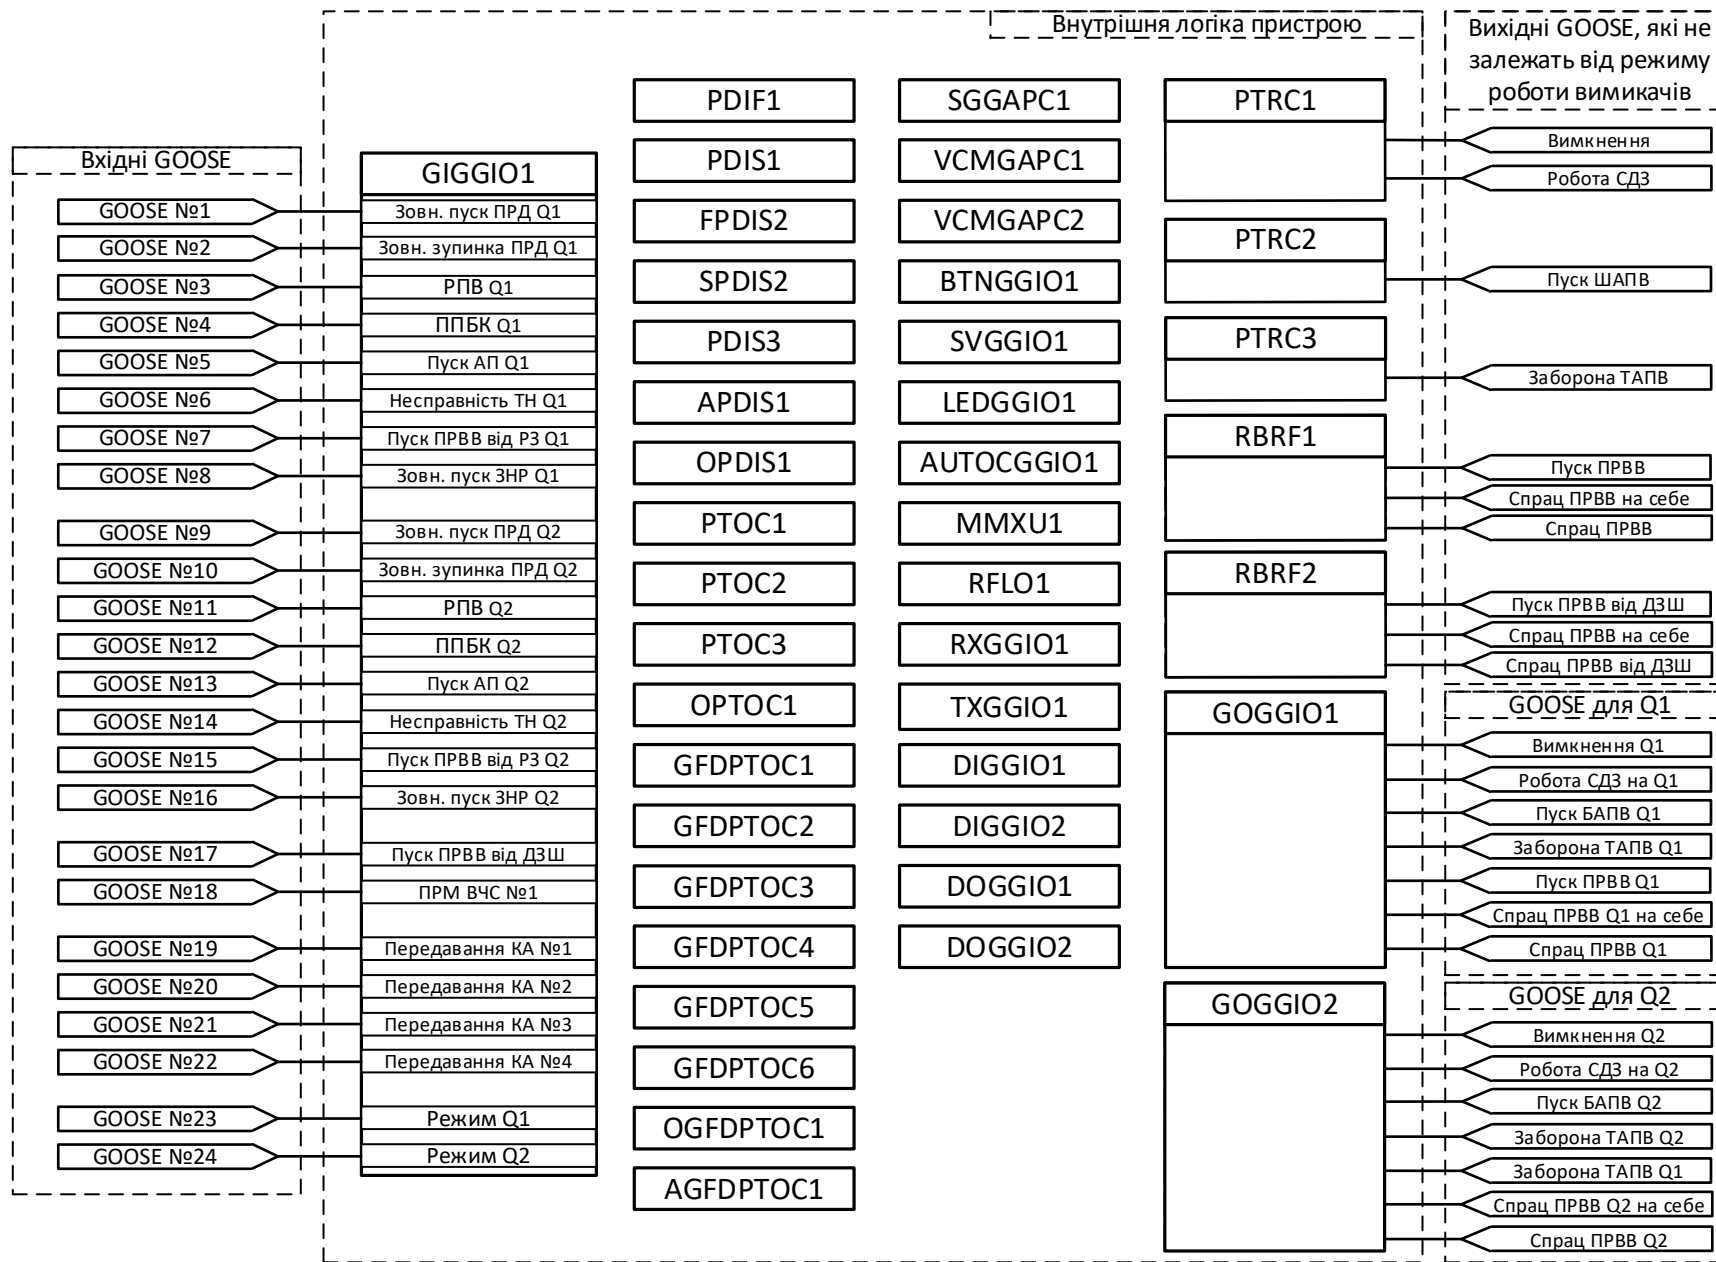 Вхідні GOOSE
GOOSE №1
GOOSE №2
GOOSE №3
GOOSE №4
GOOSE №5
GOOSE №6
GOOSE №7
GOOSE №8
GOOSE №9
GOOSE №10
GOOSE №11
GOOSE №12
GOOSE №13
GOOSE №14
GOOSE №15
GOOSE №16
GOOSE №17
GOOSE №18
GOOSE №19
GOOSE №20
GOOSE №21
GOOSE №22
GOOSE №23
GOOSE №24
Внутрішня логіка пристрою
GIGGIO1
Зовн. пуск ПРД Q1
Зовн. зупинка ПРД Q1
РПВ Q1
ППБК Q1
Пуск АП Q1
Несправність ТН Q1
Пуск ПРВВ від РЗ Q1
Зовн. пуск ЗНР Q1
Зовн. пуск ПРД Q2
Зовн. зупинка ПРД Q2
РПВ Q2
ППБК Q2
Пуск АП Q2
Несправність ТН Q2
Пуск ПРВВ від РЗ Q2
Зовн. пуск ЗНР Q2
Пуск ПРВВ від ДЗШ
ПРМ ВЧС №1
Передавання КА №1
Передавання КА №2
Передавання КА №3
Передавання КА №4
Режим Q1
Режим Q2
PDIF1
PDIS1
FPDIS2
SPDIS2
PDIS3
APDIS1
OPDIS1
PTOC1
PTOC2
PTOC3
OPTOC1
GFDPTOC1
GFDPTOC2
GFDPTOC3
GFDPTOC4
GFDPTOC5
GFDPTOC6
OGFDPTOC1
AGFDPTOC1
SGGAPC1
VCMGAPC1
VCMGAPC2
BTNGGIO1
SVGGIO1
LEDGGIO1
AUTOCGGIO1
MMXU1
RFLO1
RXGGIO1
TXGGIO1
DIGGIO1
DIGGIO2
DOGGIO1
DOGGIO2
PTRC1
PTRC2
PTRC3
RBRF1
RBRF2
GOGGIO1
GOGGIO2
Вихідні GOOSE, які не
залежать від режиму
роботи вимикачів
Вимкнення
Робота СДЗ
Пуск ШАПВ
Заборона ТАПВ
Пуск ПРВВ
Спрац ПРВВ на себе
Спрац ПРВВ
Пуск ПРВВ від ДЗШ
Спрац ПРВВ на себе
Спрац ПРВВ від ДЗШ
GOOSE для Q1
Вимкнення Q1
Робота СДЗ на Q1
Пуск БАПВ Q1
Заборона ТАПВ Q1
Пуск ПРВВ Q1
Спрац ПРВВ Q1 на себе
Спрац ПРВВ Q1
GOOSE для Q2
Вимкнення Q2
Робота СДЗ на Q2
Пуск БАПВ Q2
Заборона ТАПВ Q2
Заборона ТАПВ Q1
Спрац ПРВВ Q2 на себе
Спрац ПРВВ Q2